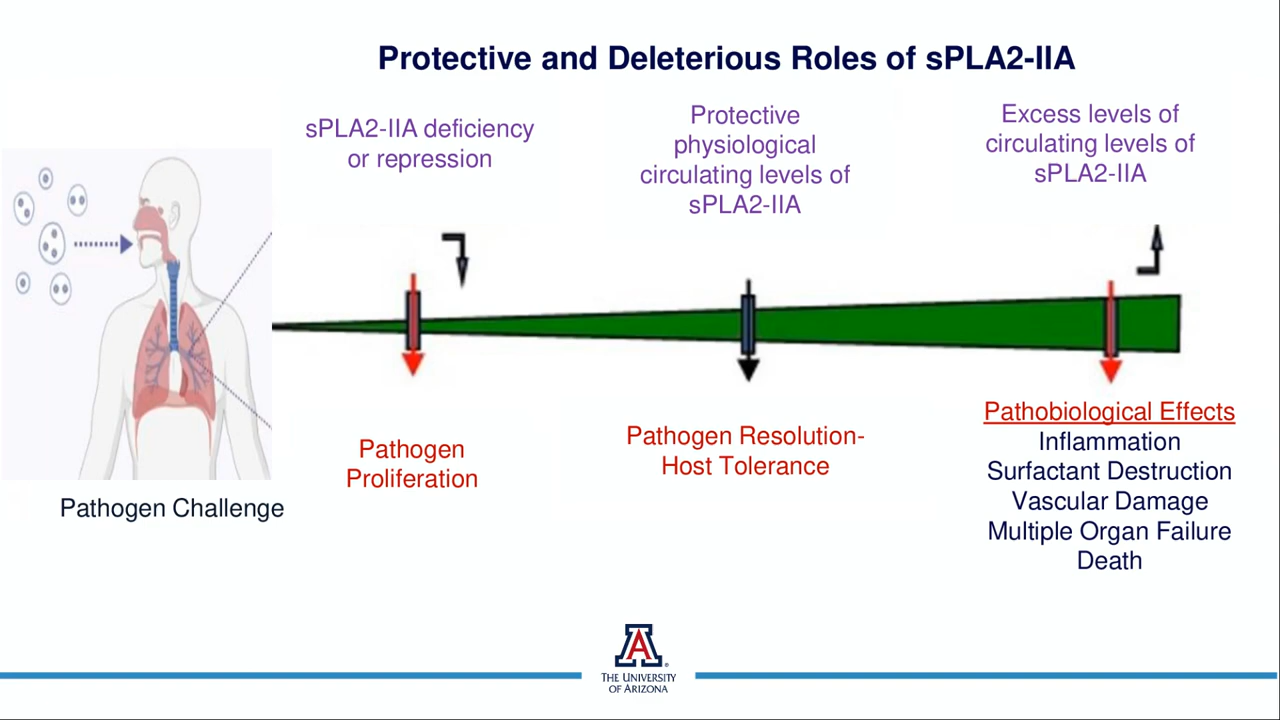 Protective and Deleterious Roles of sPLA2-IIA
sPLA2-IIA deficiency
or repression
Protective
physiological
circulating levels of
sPLA2-IIA
Excess levels of
circulating levels of
sPLA2-IIA
Pathogen Challenge
Pathogen
Proliferation
Pathogen Resolution-
Host Tolerance
Pathobiological Effects
Inflammation
Surfactant Destruction
Vascular Damage
Multiple Organ Failure
Death
A
THE UNIVERSITY
OF ARIZONA